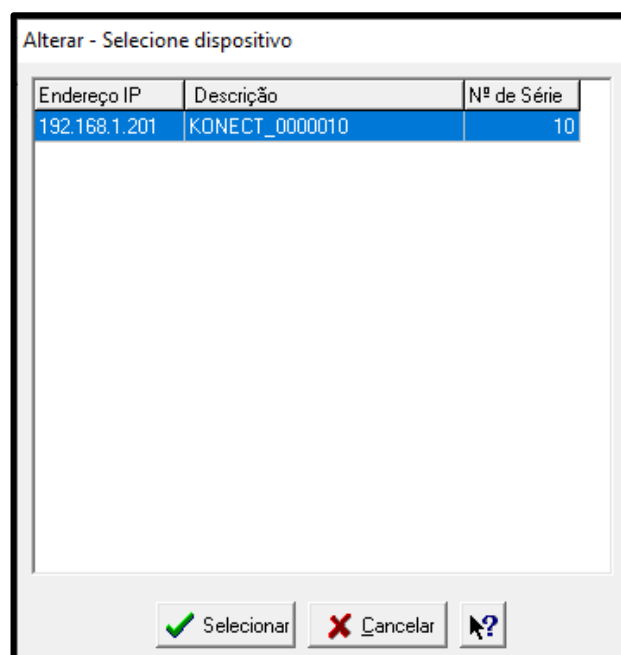 Alterar - Selecione dispositivo
Endereço IP Descrição Nº de Série
192.168.1.201 KONECT_0000010 10
Selecionar Cancelar ?